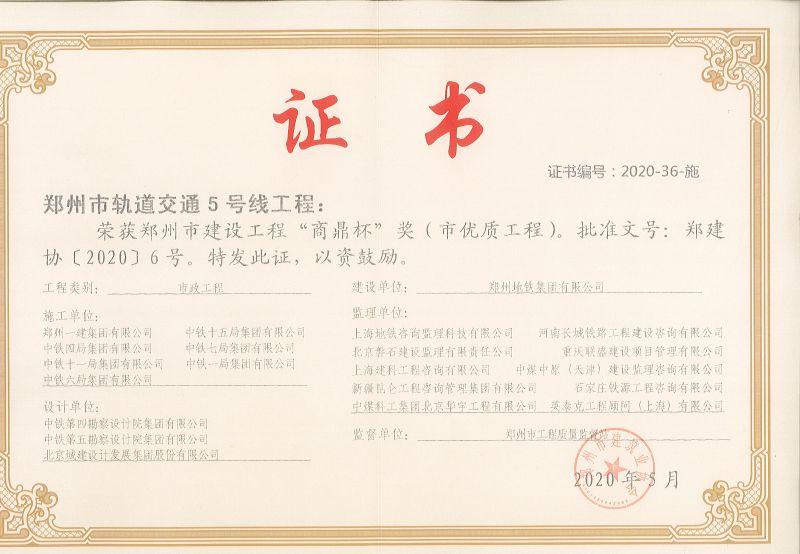 证书
证书编号：2020-36-施
郑州市轨道交通5号线工程：
荣获郑州市建设工程“商鼎杯”奖（市优质工程）。批准文号：郑建
协〔2020〕6号。特发此证，以资鼓励。
工程类别：市政工程
施工单位：
郑州一建集团有限公司 中铁十五局集团有限公司
中铁四局集团有限公司 中铁七局集团有限公司
中铁十一局集团有限公司 中铁一局集团有限公司
中铁六局集团有限公司
设计单位：
中铁第四勘察设计院集团有限公司
中铁第五勘察设计院集团有限公司
北京城建设计发展集团股份有限公司
建设单位：郑州地铁集团有限公司
监理单位：
上海地铁咨询监理科技有限公司 河南长城铁路工程建设咨询有限公司
北京磐石建设监理有限责任公司 重庆联盛建设项目管理有限公司
上海建科工程咨询有限公司 中煤中原（天津）建设监理咨询有限公司
新疆昆仑工程咨询管理集团有限公司 石家庄铁源工程咨询有限公司
中煤科工集团北京华宇工程有限公司 英泰克工程顾问（上海）有限公司
监督单位：郑州市工程质量监督站
郑州市建筑业协会
2020年5月